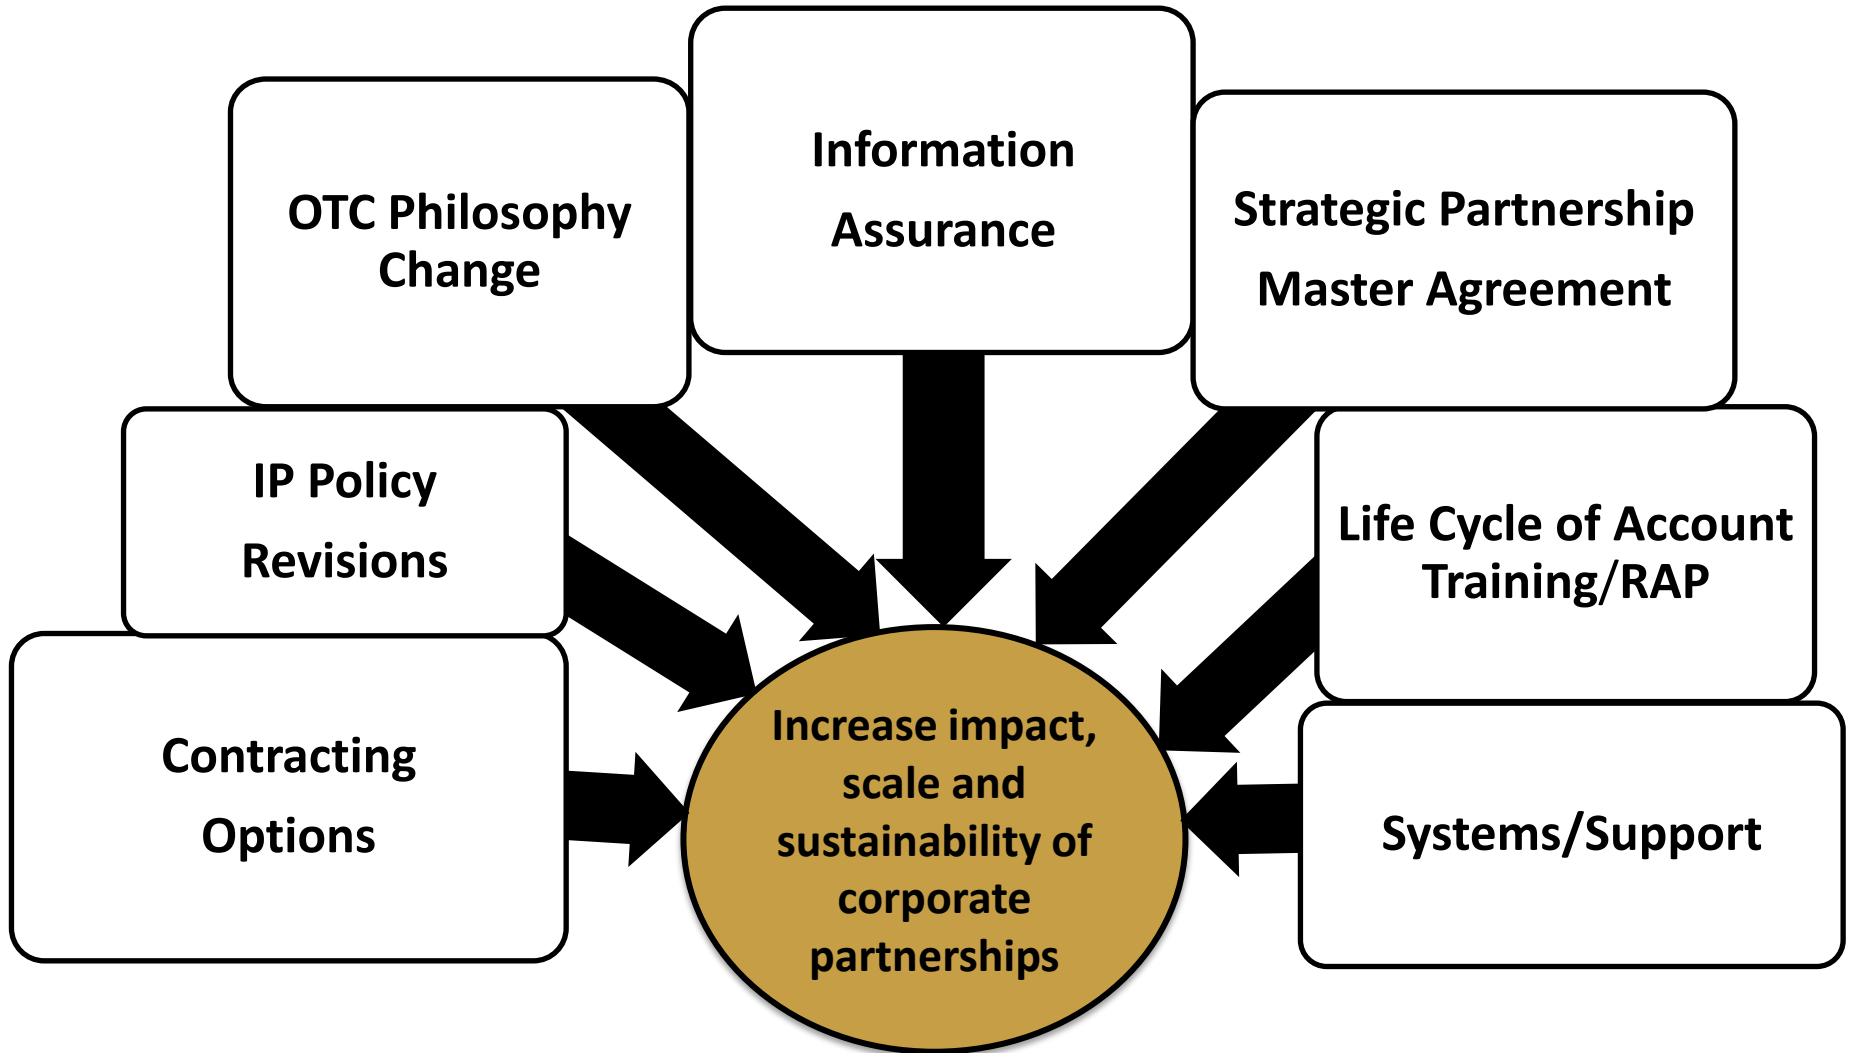 Information
Assurance
OTC Philosophy
Change
Strategic Partnership
Master Agreement
IP Policy
Revisions
Life Cycle of Account
Training/RAP
Contracting
Options
Systems/Support
Increase impact,
scale and
sustainability of
corporate
partnerships